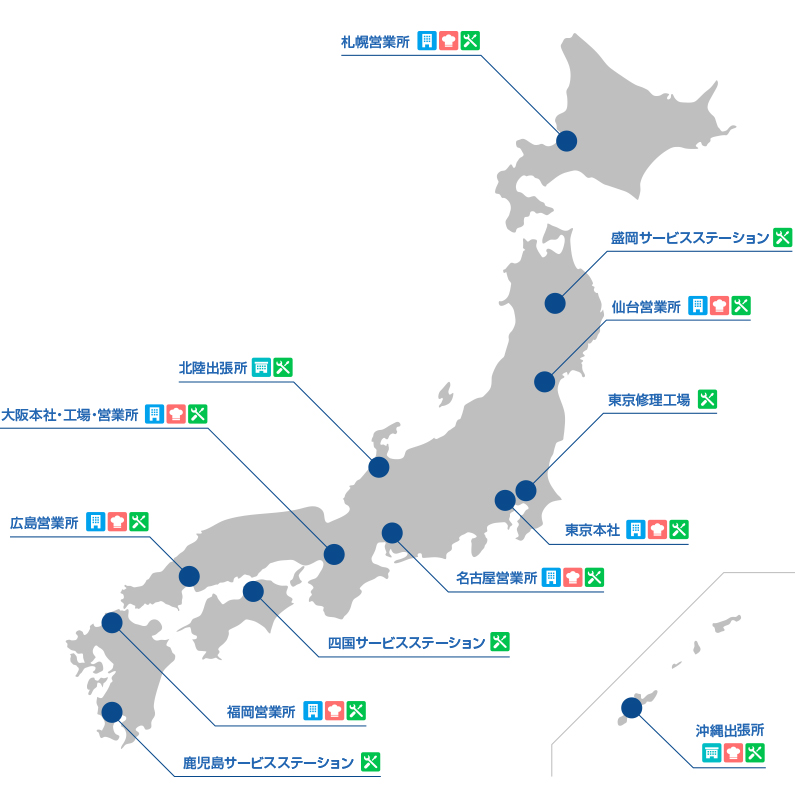 札幌営業所
盛岡サービスステーション
仙台営業所
北陸出張所
東京修理工場
大阪本社・工場・営業所
広島営業所
東京本社
名古屋営業所
四国サービスステーション
福岡営業所
沖縄出張所
鹿児島サービスステーション